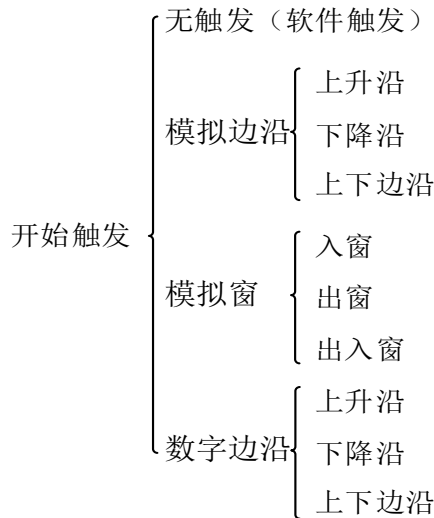 无触发（软件触发）
模拟边沿
上升沿
下降沿
上下边沿
开始触发
模拟窗
入窗
出窗
出入窗
数字边沿
上升沿
下降沿
上下边沿